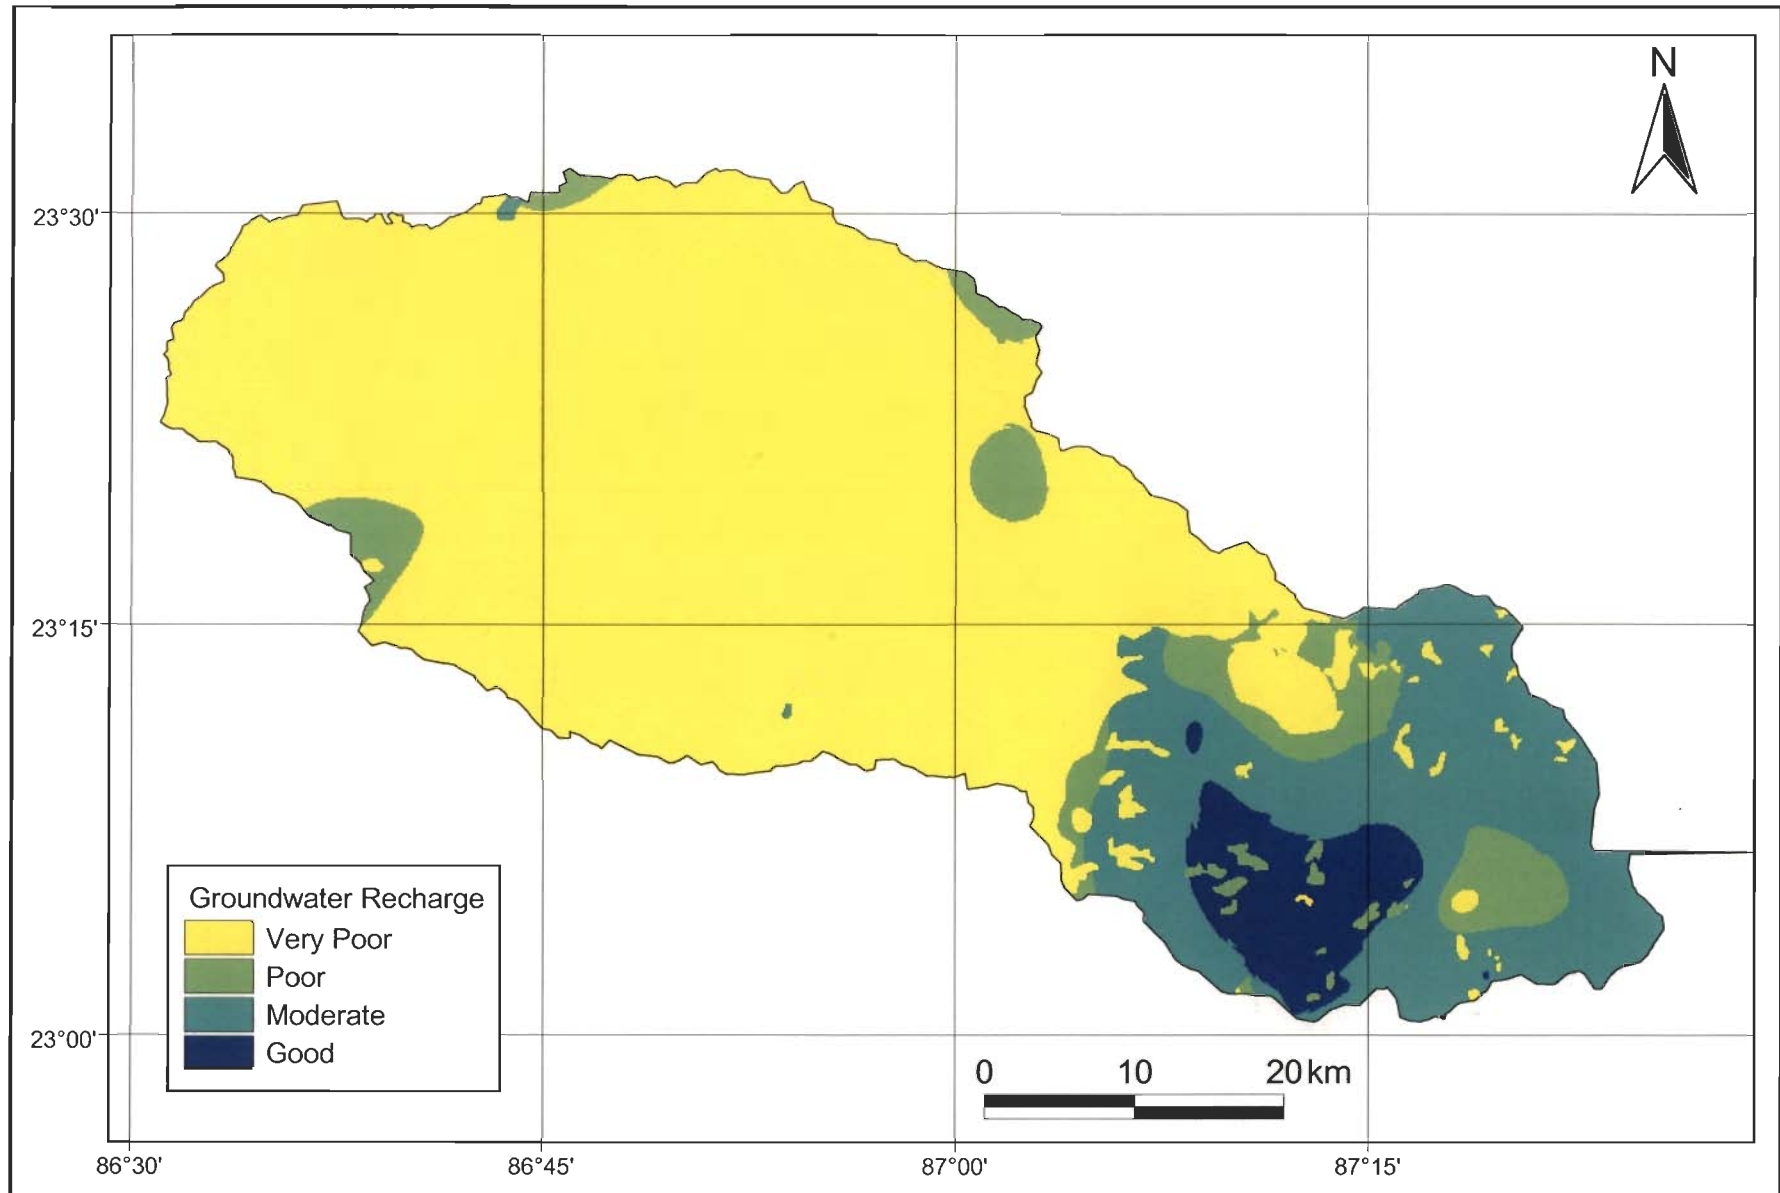 N
23°30'
23°15'
23°00'
Groundwater Recharge
Very Poor
Poor
Moderate
Good
0 10 20 km
86°30' 86°45' 87°00' 87°15'